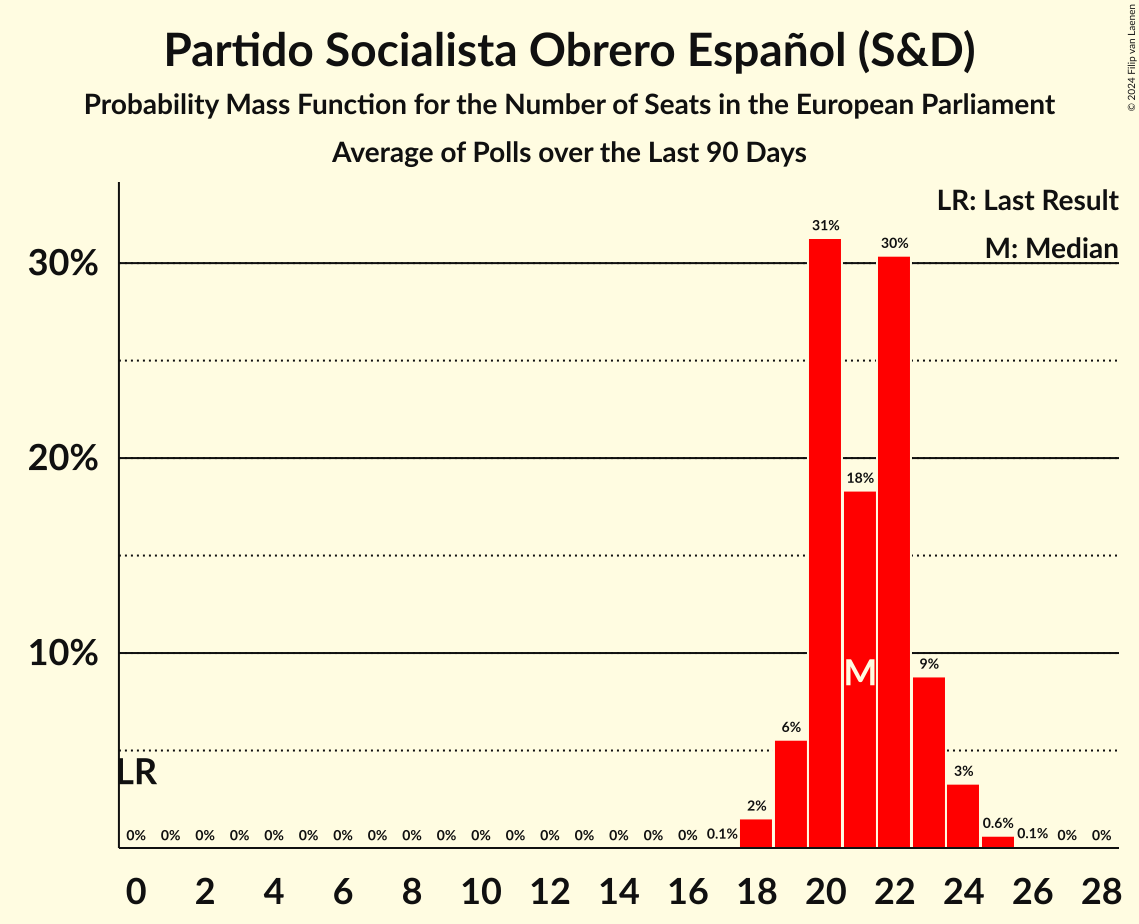 Partido Socialista Obrero Español (S&D)
Probability Mass Function for the Number of Seats in the European Parliament
Average of Polls over the Last 90 Days
© 2024 Filip van Laenen
LR: Last Result
M: Median
30%
20%
10%
31%
30%
18%
9%
6%
3%
2%
0.6%
LR
M
0% 0% 0% 0% 0% 0% 0% 0% 0% 0% 0% 0% 0% 0% 0% 0% 0% 0.1% 0.1% 0% 0%
0 2 4 6 8 10 12 14 16 18 20 22 24 26 28